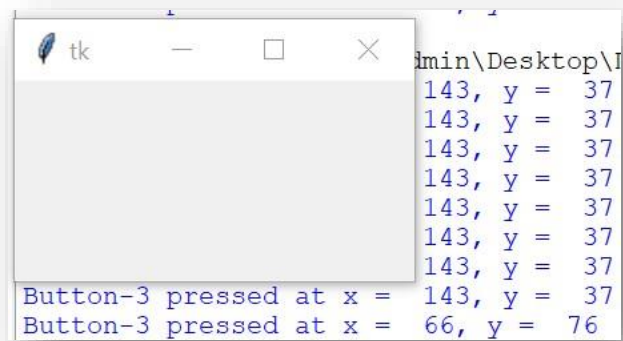 tk
dmin\Desktop\
143, y =  37
143, y =  37
143, y =  37
143, y =  37
143, y =  37
143, y =  37
143, y =  37
Button-3 pressed at x =  143, y =  37
Button-3 pressed at x =  66, y =  76